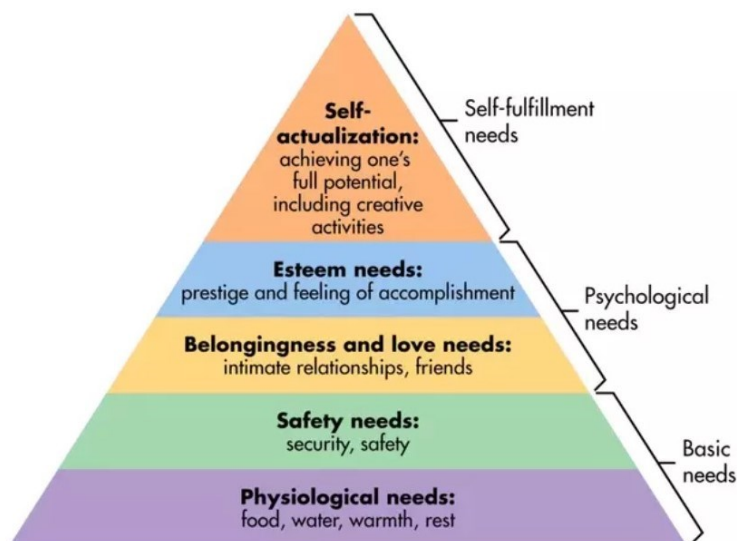 Self-
actualization:
achieving one's
full potential,
including creative
activities
Self-fulfillment
needs
Esteem needs:
prestige and feeling of accomplishment
Psychological
needs
Belongingness and love needs:
intimate relationships, friends
Safety needs:
security, safety
Basic
needs
Physiological needs:
food, water, warmth, rest